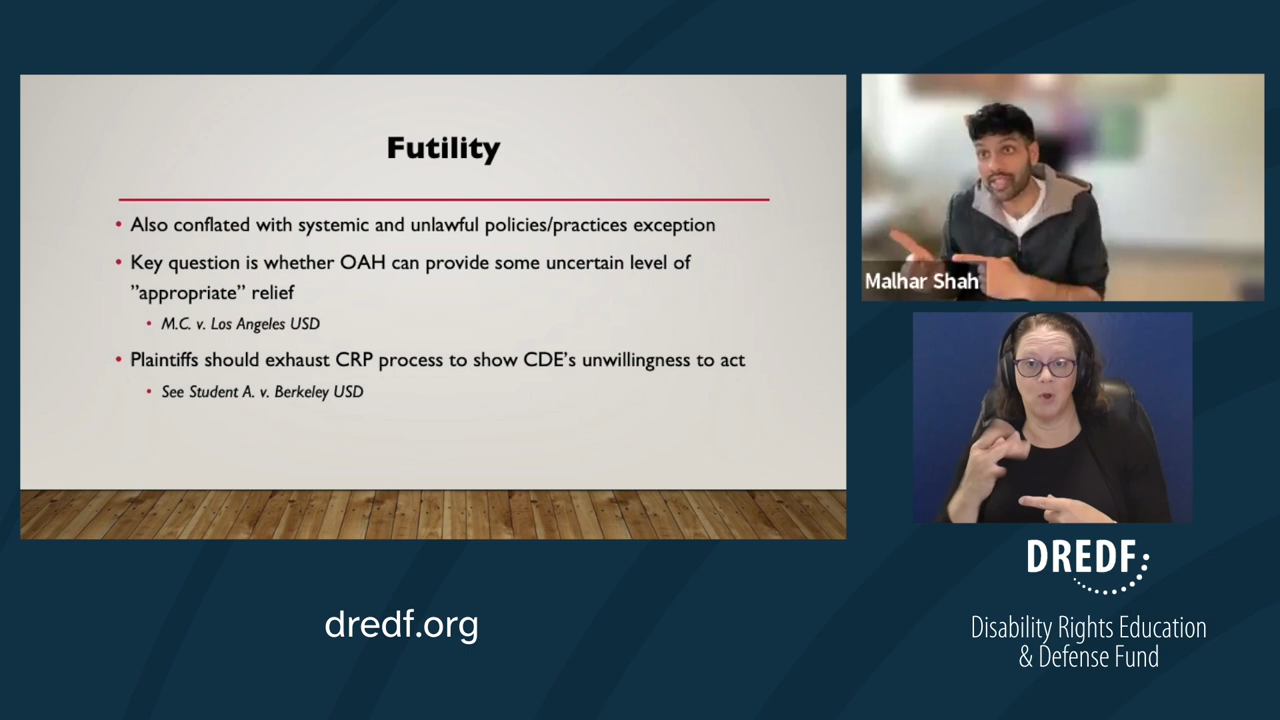 Futility
• Also conflated with systemic and unlawful policies/practices exception
• Key question is whether OAH can provide some uncertain level of
”appropriate” relief
• M.C. v. Los Angeles USD
• Plaintiffs should exhaust CRP process to show CDE's unwillingness to act
• See Student A. v. Berkeley USD
Malhar Shah
dredf.org
DREDF
Disability Rights Education
& Defense Fund